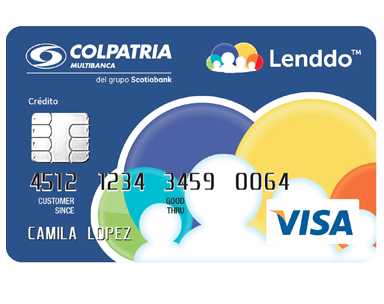 COLPATRIA
MULTIBANCA
del grupo Scotiabank
Lenddo™
Crédito
4512 1234 3459 0064
CUSTOMER SINCE
GOOD THRU
CAMILA LOPEZ
VISA